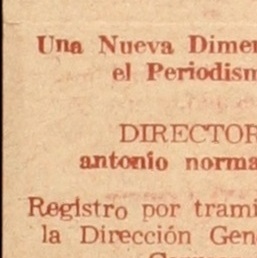 Una Nueva Dimen
el Periodism
DIRECTOR
antonio norma
Registro por trami
la Dirección Gen